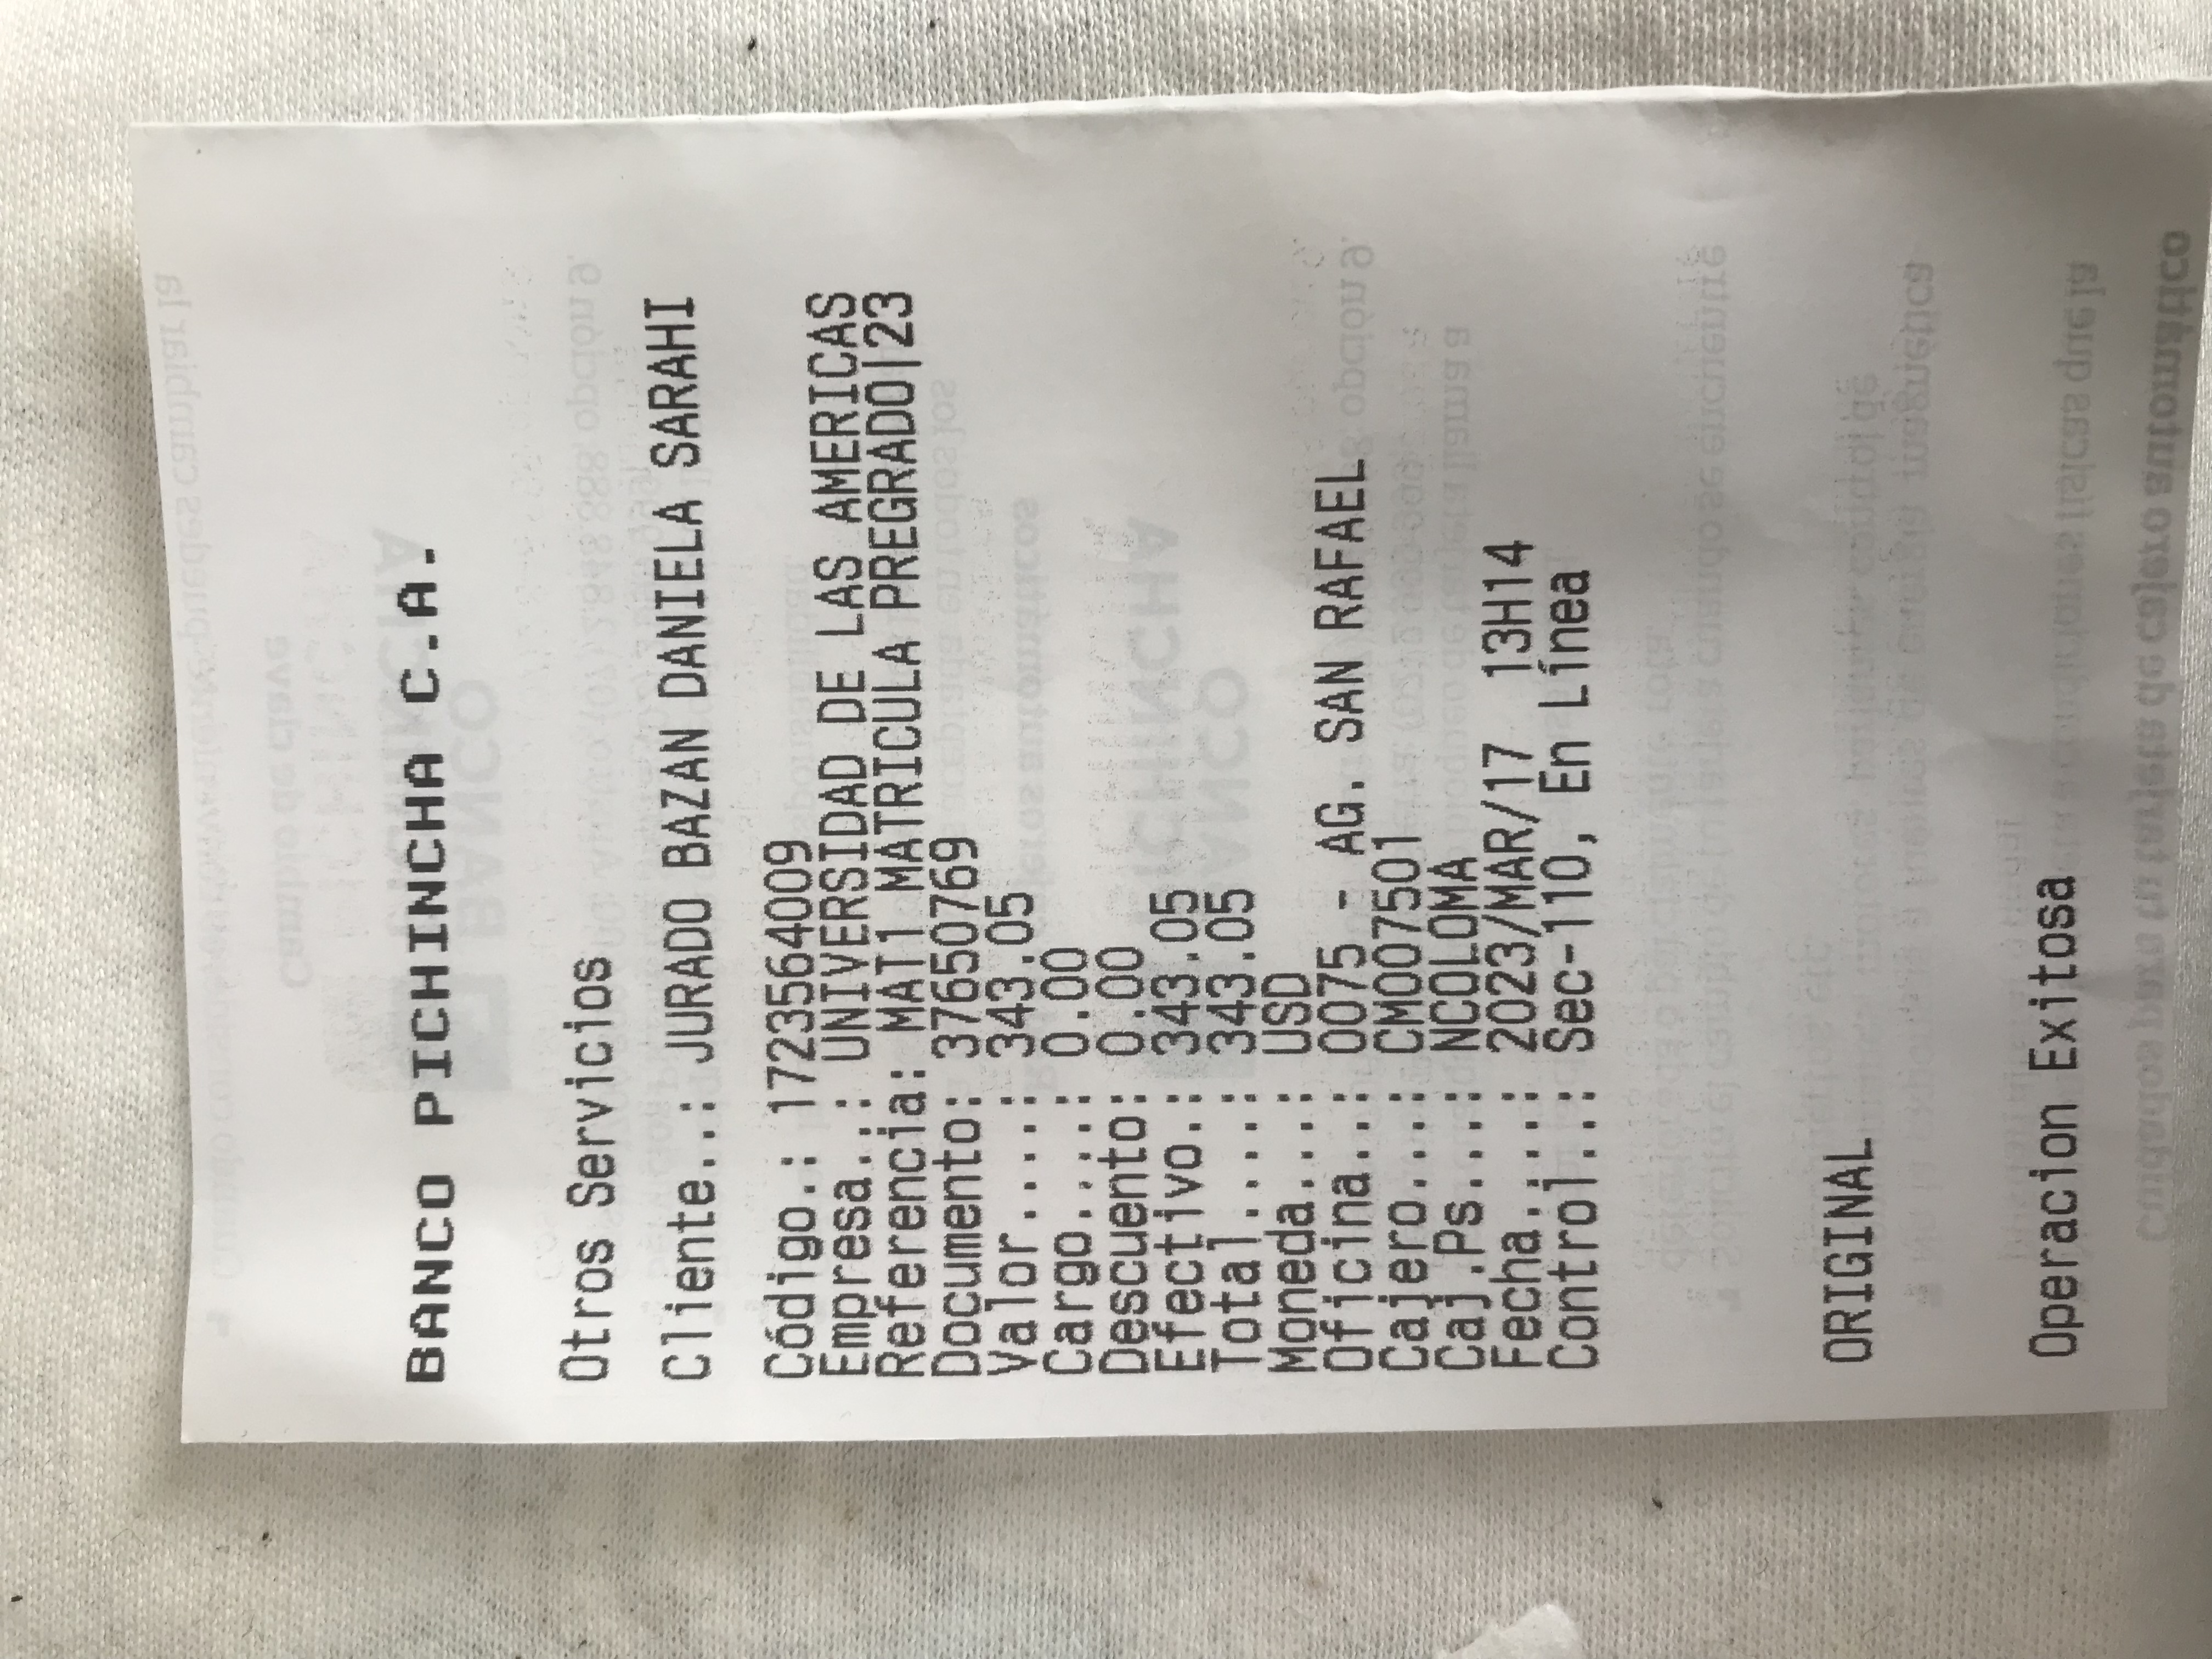 BANCO PICHINCHA C.A.
Otros Servicios
Cliente..: JURADO BAZAN DANIELA SARAHI
Código.: 1723564009
Empresa.: UNIVERSIDAD DE LAS AMERICAS
Referencia: MAT1 MATRICULA PREGRADO|23
Documento: 376507​69
Valor....: 343.05
Cargo....: 0.00
Descuento: 0.00
Efectivo.: 343.05
Total....: 343.05
Moneda...: USD
Oficina..: 0075 - AG. SAN RAFAEL
Cajero...: CM007501
Caj.Ps...: NCOLOMA
Fecha....: 2023/MAR/17 13H14
Control..: Sec-110, En Línea
ORIGINAL
Operacion Exitosa